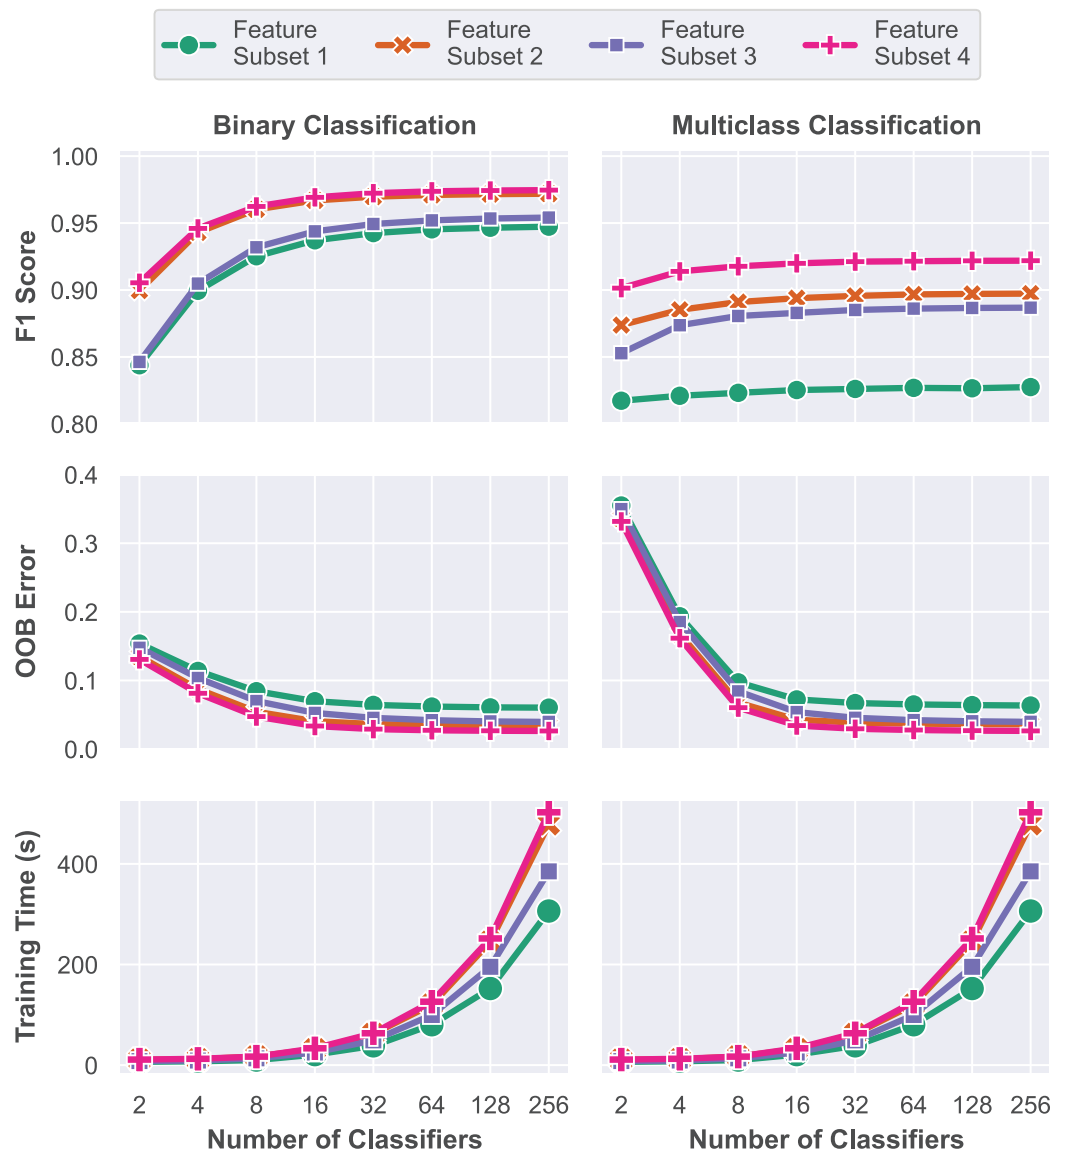 Feature Subset 1
Feature Subset 2
Feature Subset 3
Feature Subset 4
Binary Classification
Multiclass Classification
F1 Score
1.00
0.95
0.90
0.85
0.80
OOB Error
0.4
0.3
0.2
0.1
0.0
Training Time (s)
400
200
0
2 4 8 16 32 64 128 256
2 4 8 16 32 64 128 256
Number of Classifiers
Number of Classifiers